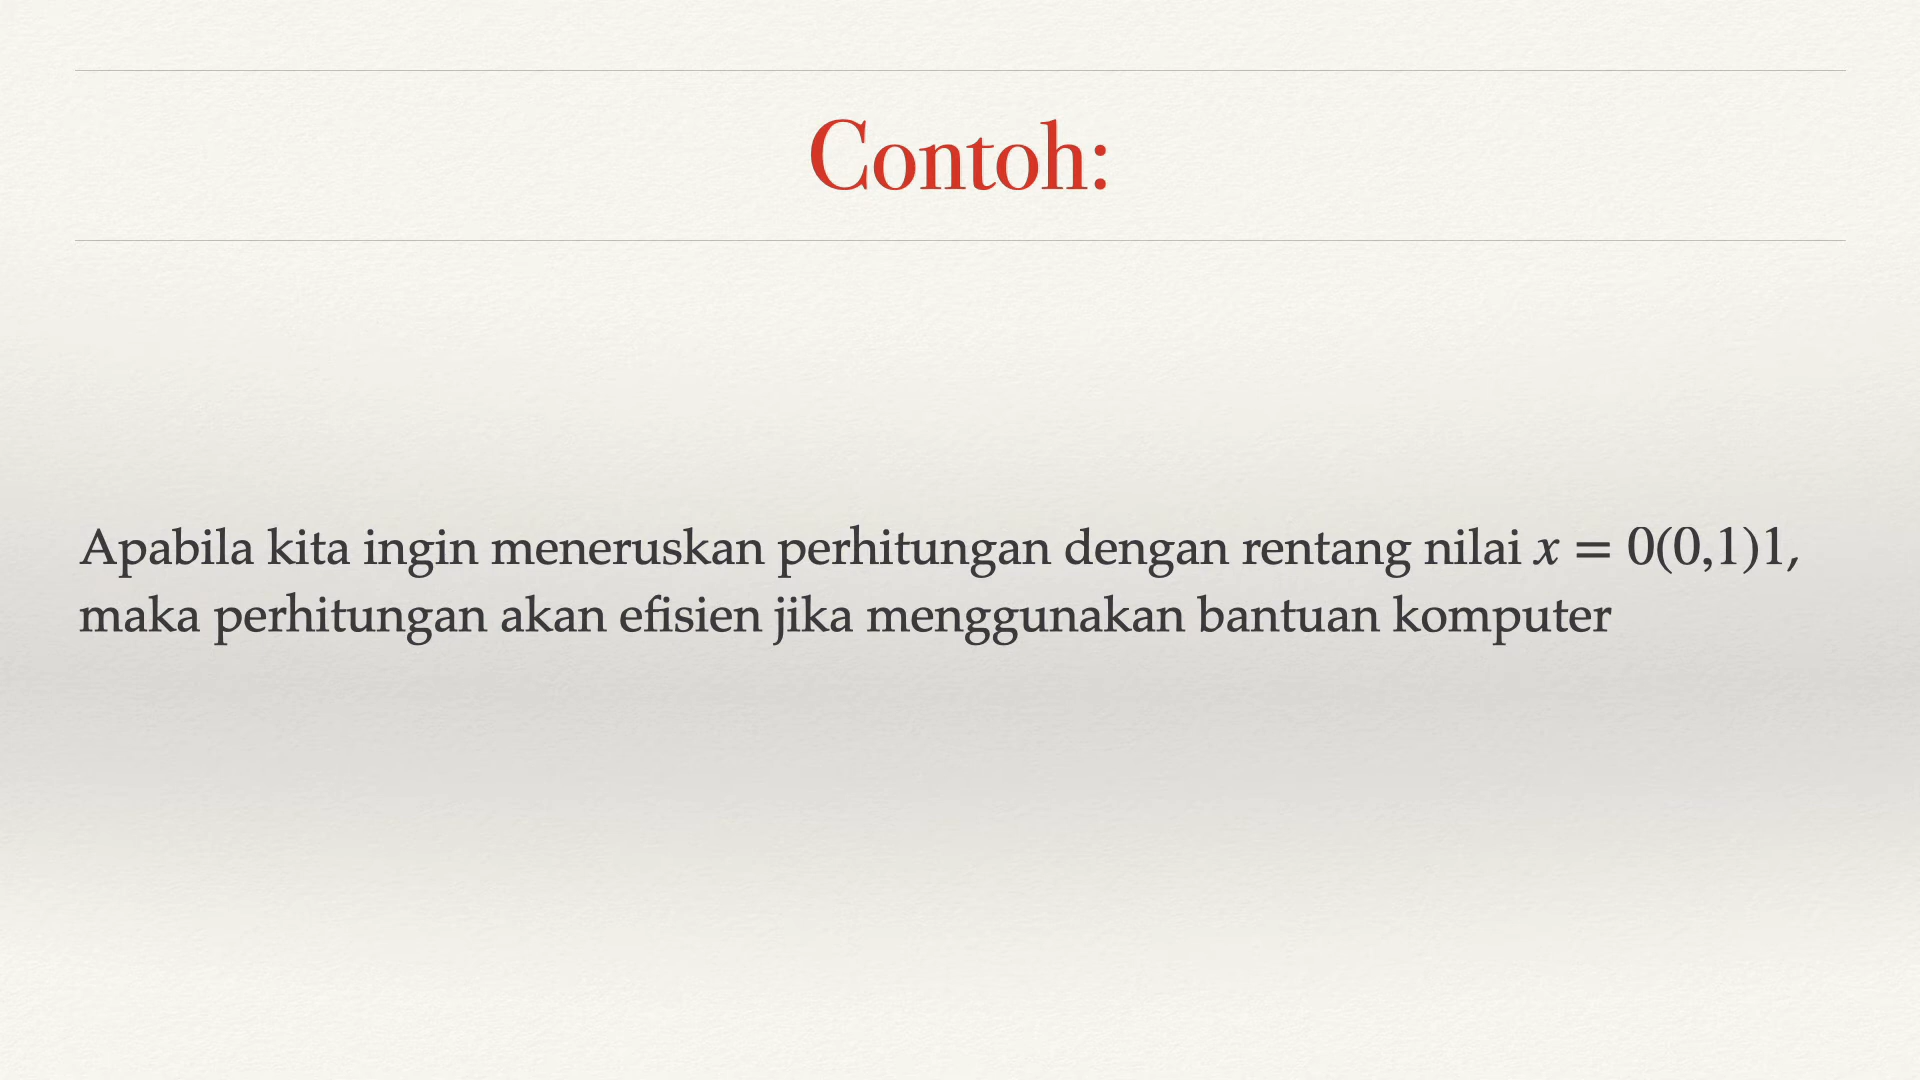 Contoh:
Apabila kita ingin meneruskan perhitungan dengan rentang nilai x = 0(0,1)1,
maka perhitungan akan efisien jika menggunakan bantuan komputer